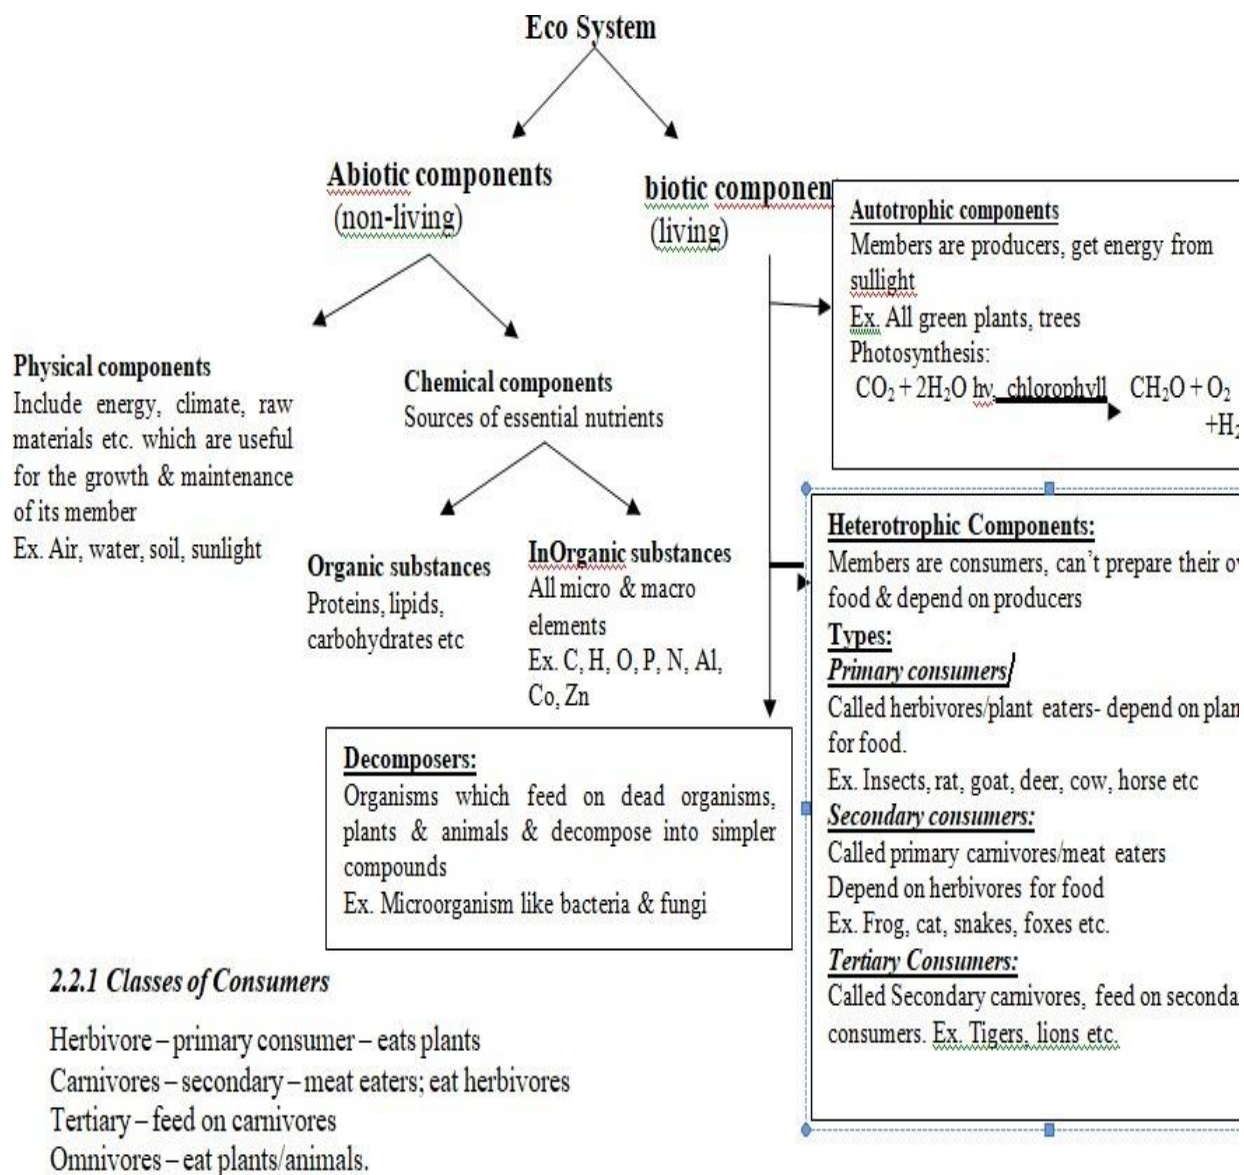 Eco System
Abiotic components
(non-living)
biotic componen
(living)
Autotrophic components
Members are producers, get energy from
sullight
Ex. All green plants, trees
Photosynthesis:
CO₂ + 2H₂O hν, chlorophyll CH₂O + O₂
+H₂
Physical components
Include energy, climate, raw
materials etc. which are useful
for the growth & maintenance
of its member
Ex. Air, water, soil, sunlight
Chemical components
Sources of essential nutrients
Organic substances
Proteins, lipids,
carbohydrates etc
InOrganic substances
All micro & macro
elements
Ex. C, H, O, P, N, Al,
Co, Zn
Heterotrophic Components:
Members are consumers, can't prepare their ov
food & depend on producers
Types:
Primary consumers/
Called herbivores/plant eaters- depend on plan
for food.
Ex. Insects, rat, goat, deer, cow, horse etc
Secondary consumers:
Called primary carnivores/meat eaters
Depend on herbivores for food
Ex. Frog, cat, snakes, foxes etc.
Tertiary Consumers:
Called Secondary carnivores, feed on seconda
consumers. Ex. Tigers, lions etc.
Decomposers:
Organisms which feed on dead organisms,
plants & animals & decompose into simpler
compounds
Ex. Microorganism like bacteria & fungi
2.2.1 Classes of Consumers
Herbivore – primary consumer – eats plants
Carnivores – secondary – meat eaters; eat herbivores
Tertiary – feed on carnivores
Omnivores – eat plants/animals.